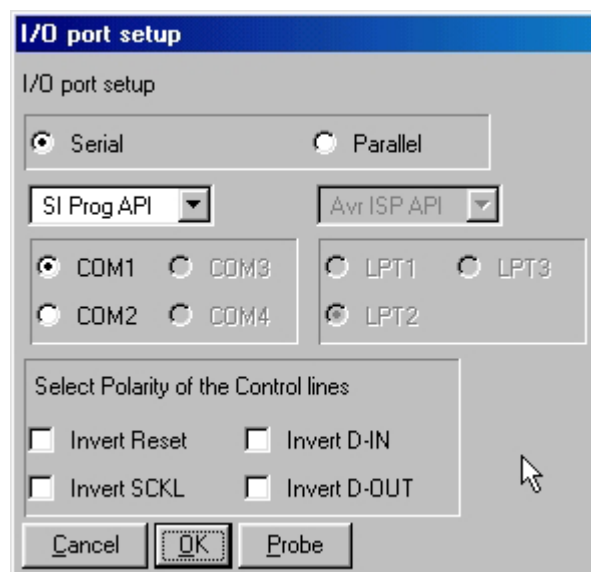 I/O port setup
I/O port setup
Serial Parallel
SI Prog API Avr ISP API
COM1 COM3 LPT1 LPT3
COM2 COM4 LPT2
Select Polarity of the Control lines
Invert Reset Invert D-IN
Invert SCKL Invert D-OUT
Cancel OK Probe